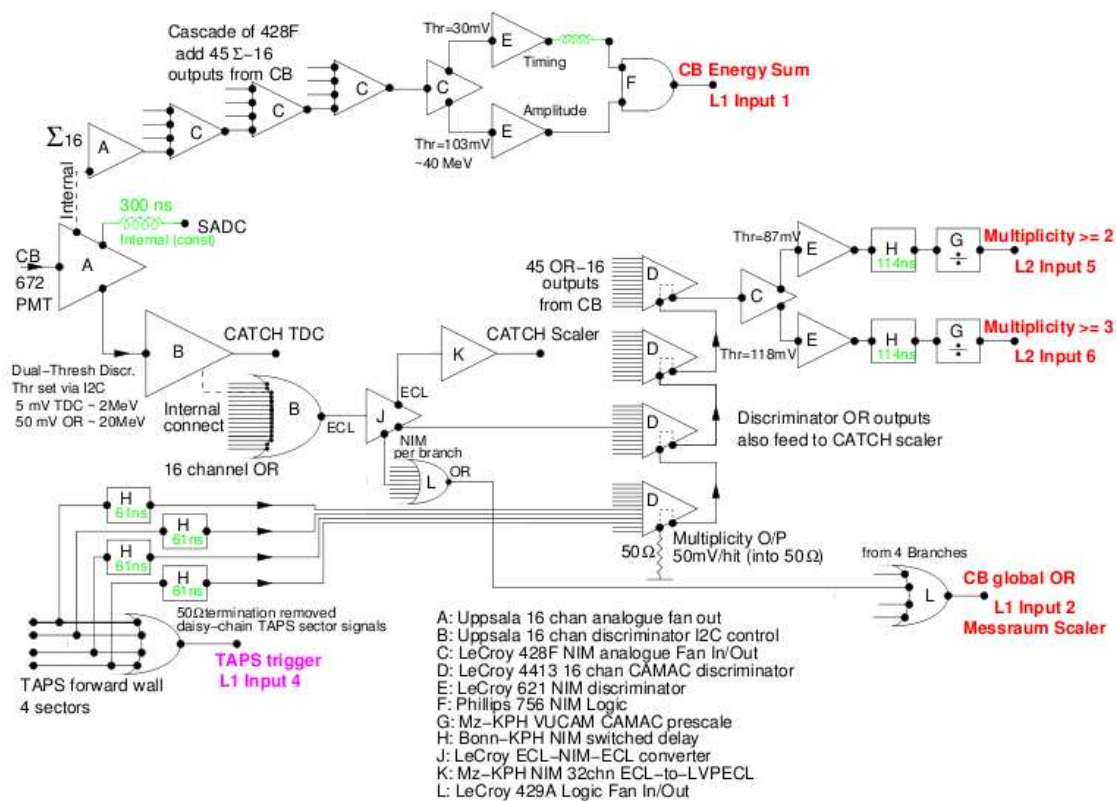 Cascade of 428F
add 45 Σ-16
outputs from CB
Thr=30mV
E
Timing
F
CB Energy Sum
L1 Input 1
Σ16
A
C
C
C
C
Amplitude
E
Thr=103mV
~40 MeV
Internal
300 ns
Internal (const)
SADC
CB
672
PMT
A
B
CATCH TDC
Dual-Thresh Discr.
Thr set via I2C
5 mV TDC ~ 2MeV
50 mV OR ~ 20MeV
Internal
connect
B
ECL
16 channel OR
CATCH Scaler
K
ECL
J
NIM
per branch
L
OR
45 OR-16
outputs
from CB
D
D
D
D
C
Thr=87mV
E
H
114ns
G
÷
Multiplicity >= 2
L2 Input 5
Thr=118mV
E
H
114ns
G
÷
Multiplicity >= 3
L2 Input 6
Discriminator OR outputs
also feed to CATCH scaler
H
61ns
H
61ns
H
61ns
H
61ns
50Ω
Multiplicity O/P
50mV/hit (into 50Ω)
from 4 Branches
L
CB global OR
L1 Input 2
Messraum Scaler
50Ωtermination removed
daisy-chain TAPS sector signals
TAPS trigger
L1 Input 4
TAPS forward wall
4 sectors
A: Uppsala 16 chan analogue fan out
B: Uppsala 16 chan discriminator I2C control
C: LeCroy 428F NIM analogue Fan In/Out
D: LeCroy 4413 16 chan CAMAC discriminator
E: LeCroy 621 NIM discriminator
F: Phillips 756 NIM Logic
G: Mz-KPH VUCAM CAMAC prescale
H: Bonn-KPH NIM switched delay
J: LeCroy ECL-NIM-ECL converter
K: Mz-KPH NIM 32chn ECL-to-LVPECL
L: LeCroy 429A Logic Fan In/Out